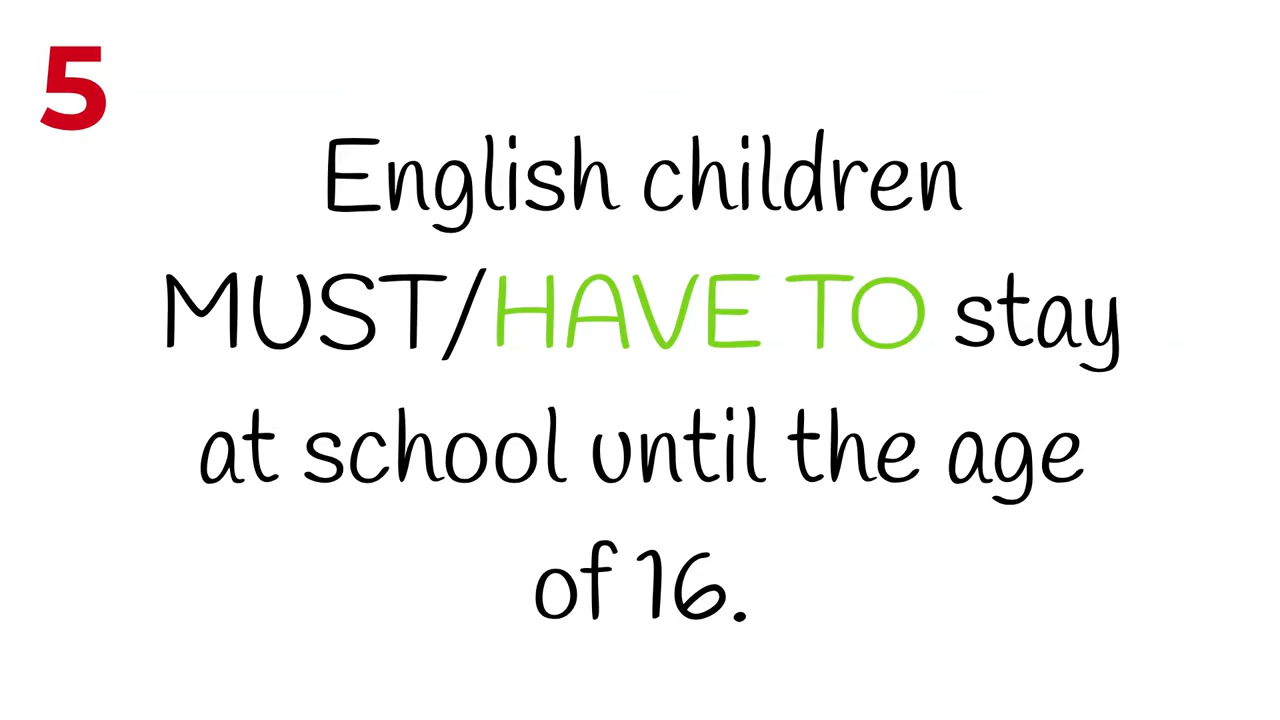 5
English children
MUST/HAVE TO stay
at school until the age
of 16.